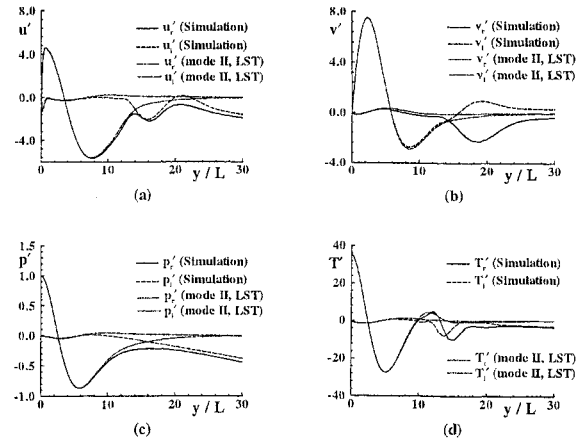 8.0
u'
4.0
0.0
-4.0
0
10
20
30
y / L
u'r (Simulation)
u'i (Simulation)
u'r (mode II, LST)
u'i (mode II, LST)
(a)
8.0
v'
4.0
0.0
-4.0
0
10
20
30
y / L
v'r (Simulation)
v'i (Simulation)
v'r (mode II, LST)
v'i (mode II, LST)
(b)
1.5
p'
1.0
0.5
0.0
-0.5
-1.0
0
10
20
30
y / L
p'r (Simulation)
p'i (Simulation)
p'r (mode II, LST)
p'i (mode II, LST)
(c)
40
T'
20
0
-20
-40
0
10
20
30
y / L
T'r (Simulation)
T'i (Simulation)
T'r (mode II, LST)
T'i (mode II, LST)
(d)